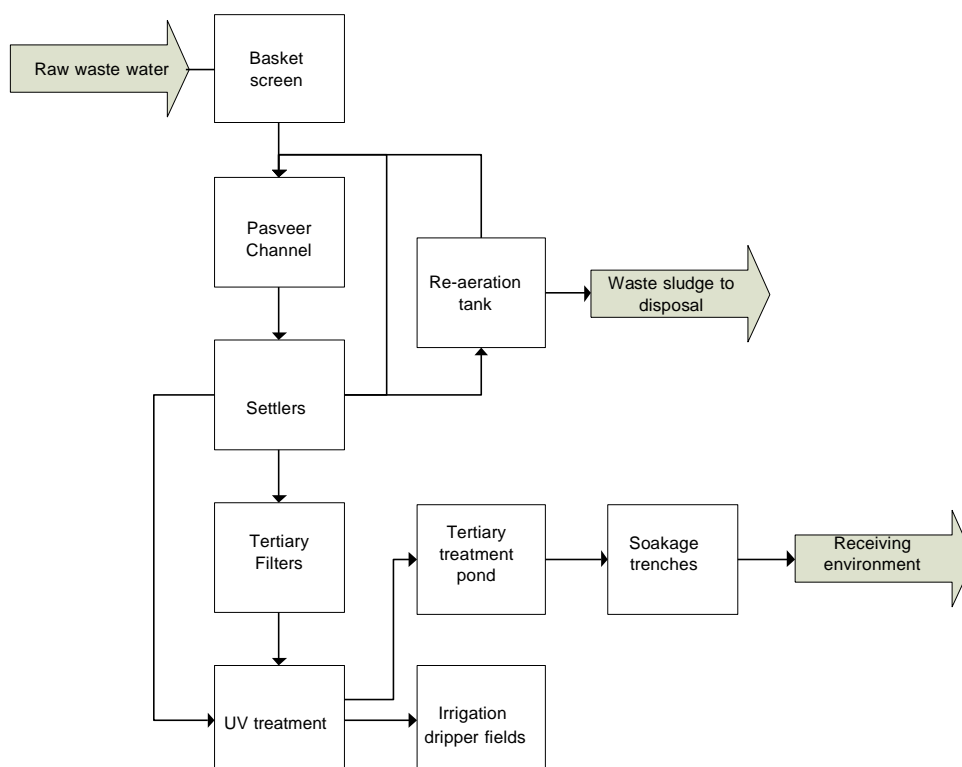 Raw waste water
Basket
screen
Pasveer
Channel
Re-aeration
tank
Waste sludge to
disposal
Settlers
Tertiary
Filters
Tertiary
treatment
pond
Soakage
trenches
Receiving
environment
UV treatment
Irrigation
dripper fields